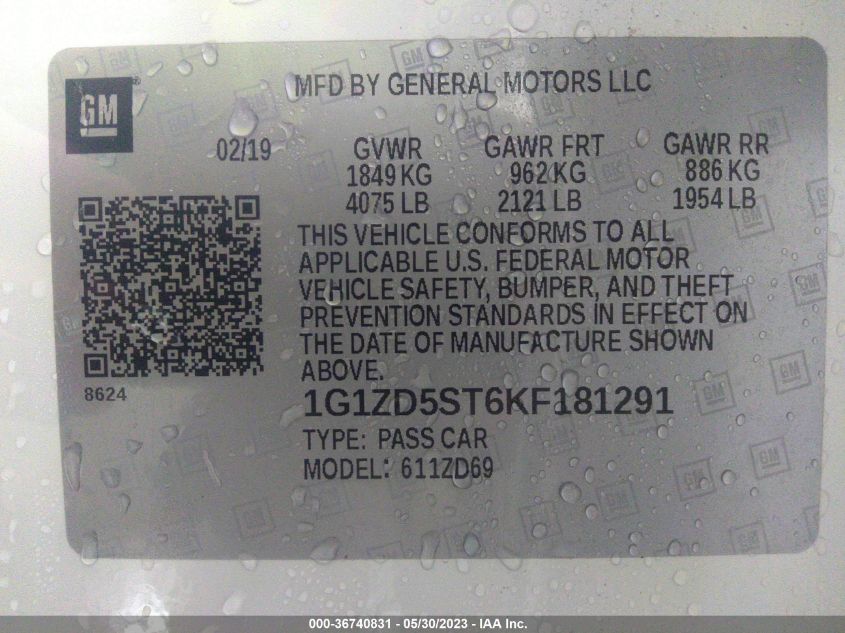 GM
MFD BY GENERAL MOTORS LLC
02/19 GVWR GAWR FRT GAWR RR
1849 KG 962 KG 886 KG
4075 LB 2121 LB 1954 LB
THIS VEHICLE CONFORMS TO ALL
APPLICABLE U.S. FEDERAL MOTOR
VEHICLE SAFETY, BUMPER, AND THEFT
PREVENTION STANDARDS IN EFFECT ON
THE DATE OF MANUFACTURE SHOWN
ABOVE.
8624
1G1ZD5ST6KF181291
TYPE: PASS CAR
MODEL: 611ZD69
000-36740831 - 05/30/2023 - IAA Inc.